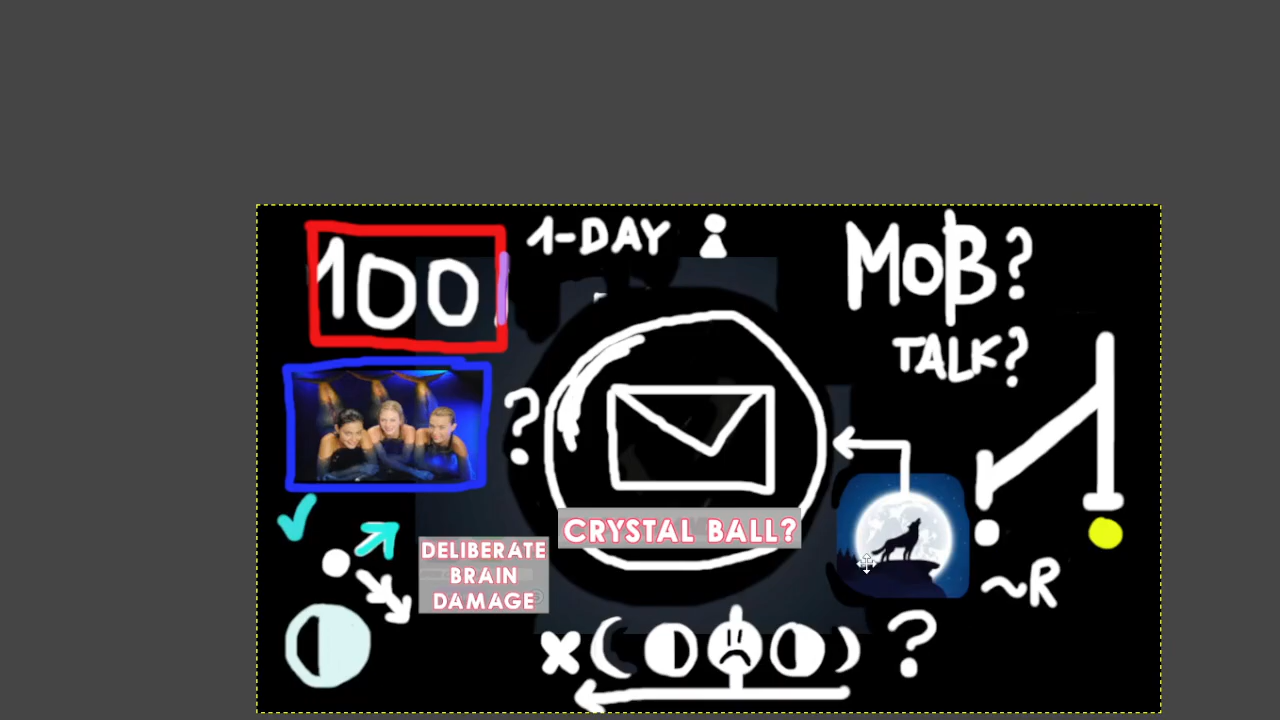 100
1-DAY
MOB?
TALK?
?
CRYSTAL BALL?
DELIBERATE
BRAIN
DAMAGE
~R
?